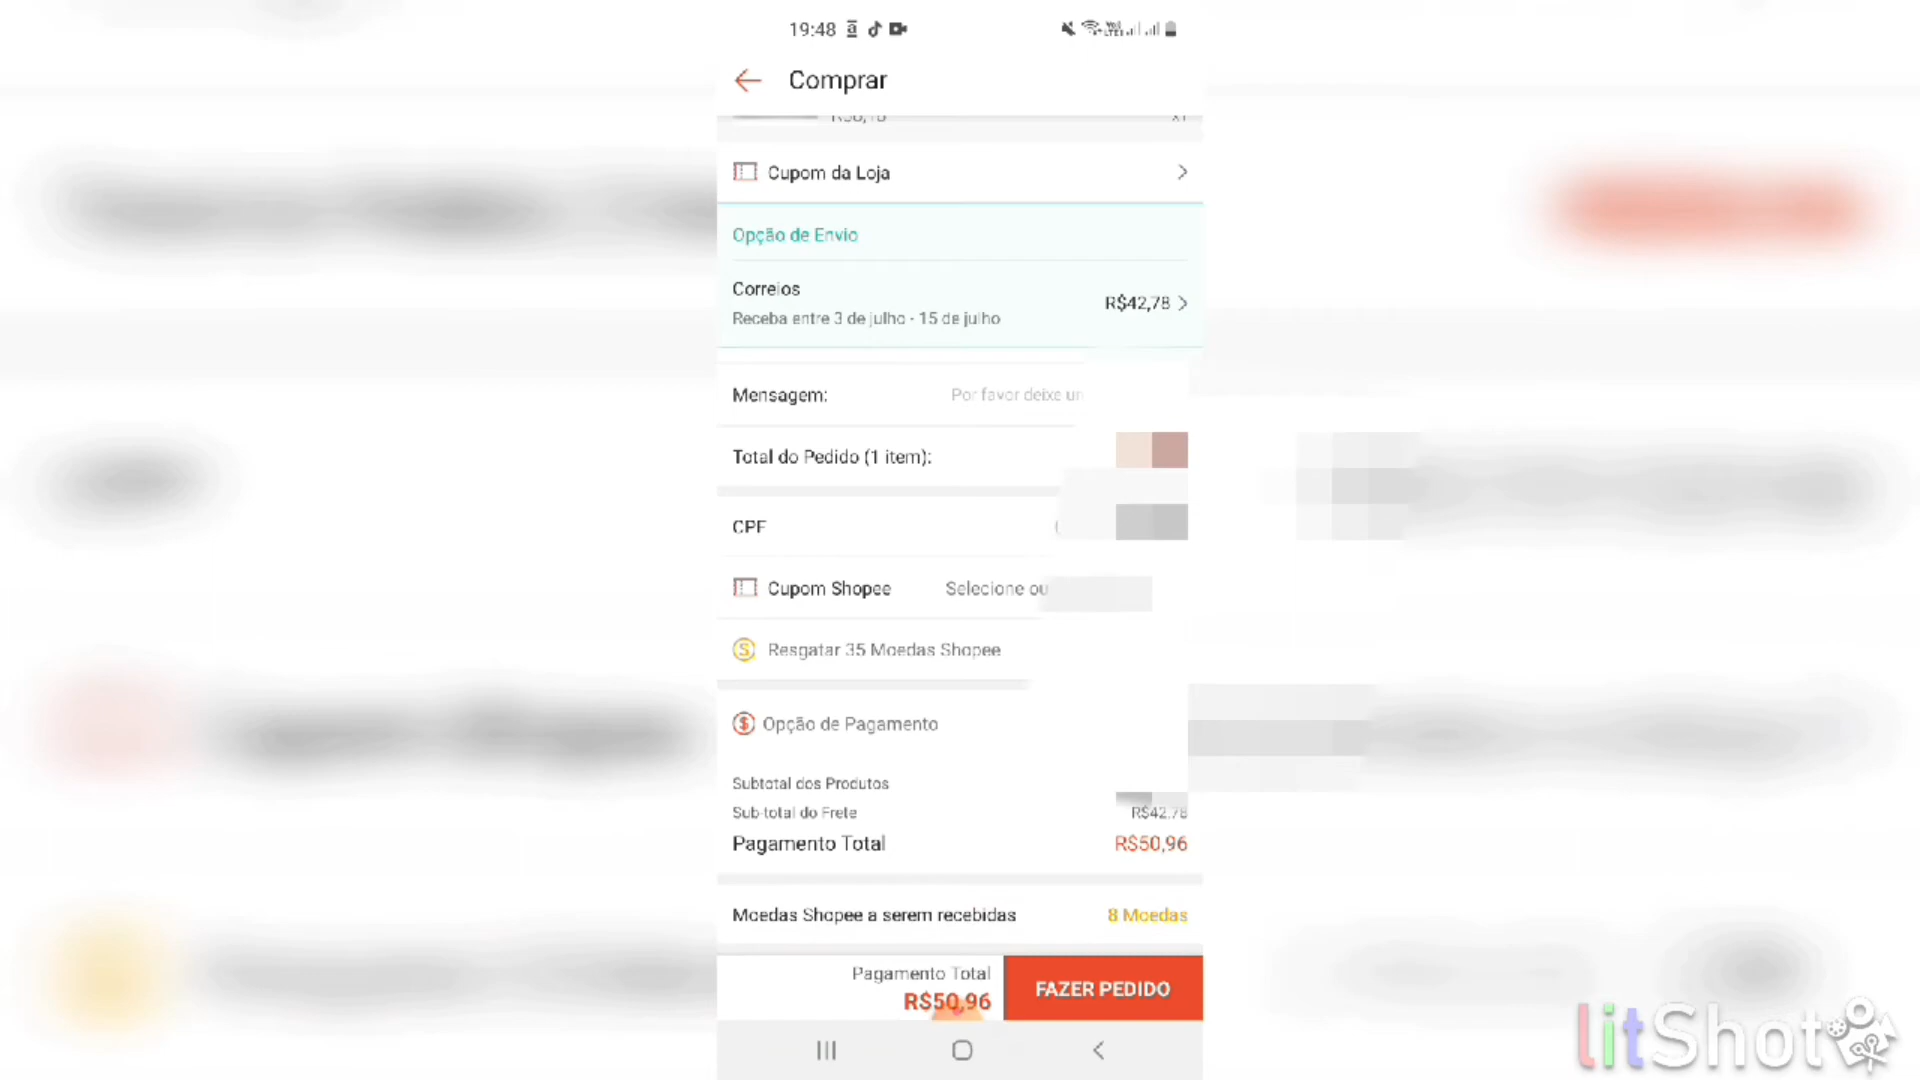 19:48
Comprar
x1
Cupom da Loja
Opção de Envio
Correios
R$42,78
Receba entre 3 de julho - 15 de julho
Mensagem: Por favor deixe um
Total do Pedido (1 item):
CPF
Cupom Shopee Selecione ou
Resgatar 35 Moedas Shopee
Opção de Pagamento
Subtotal dos Produtos
Sub-total do Frete R$42,78
Pagamento Total R$50,96
Moedas Shopee a serem recebidas 8 Moedas
Pagamento Total
R$50,96
FAZER PEDIDO
litShot